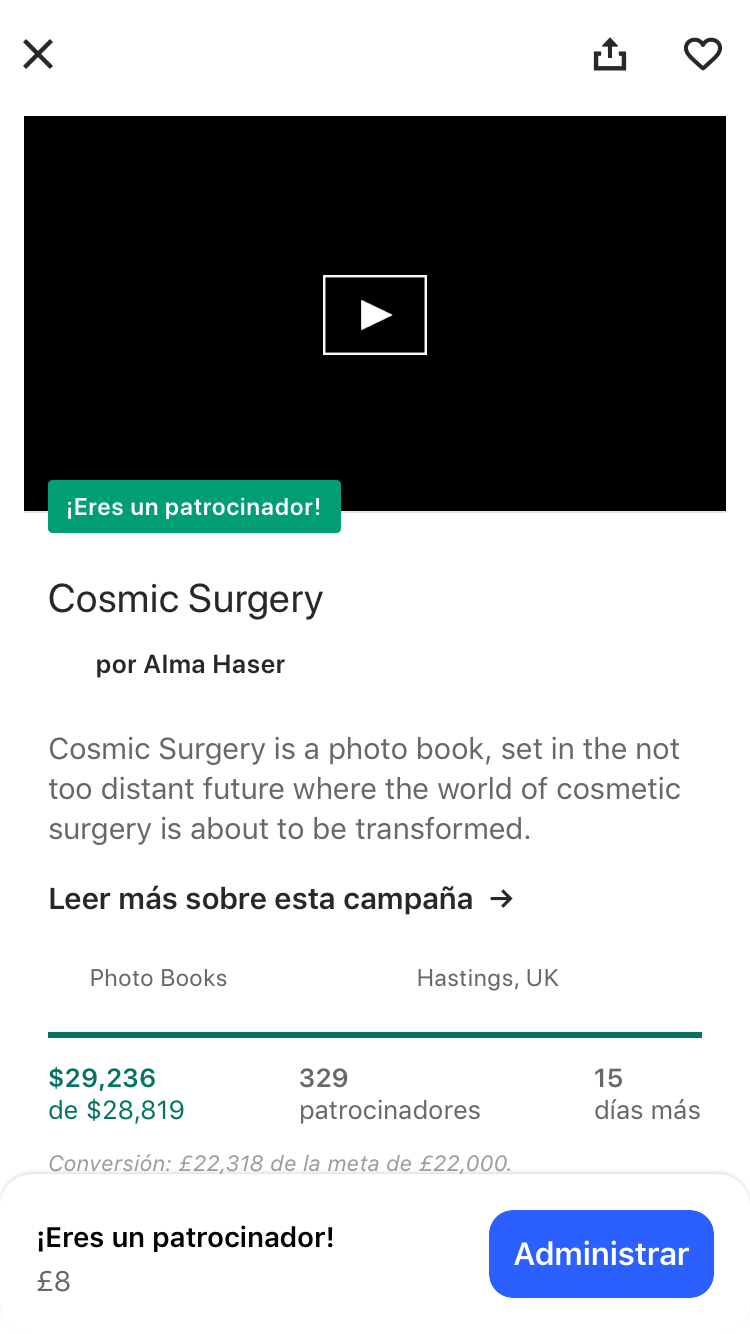 ¡Eres un patrocinador!
Cosmic Surgery
por Alma Haser
Cosmic Surgery is a photo book, set in the not
too distant future where the world of cosmetic
surgery is about to be transformed.
Leer más sobre esta campaña →
Photo Books Hastings, UK
$29,236 329 15
de $28,819 patrocinadores días más
Conversión: £22,318 de la meta de £22,000.
¡Eres un patrocinador!
£8
Administrar